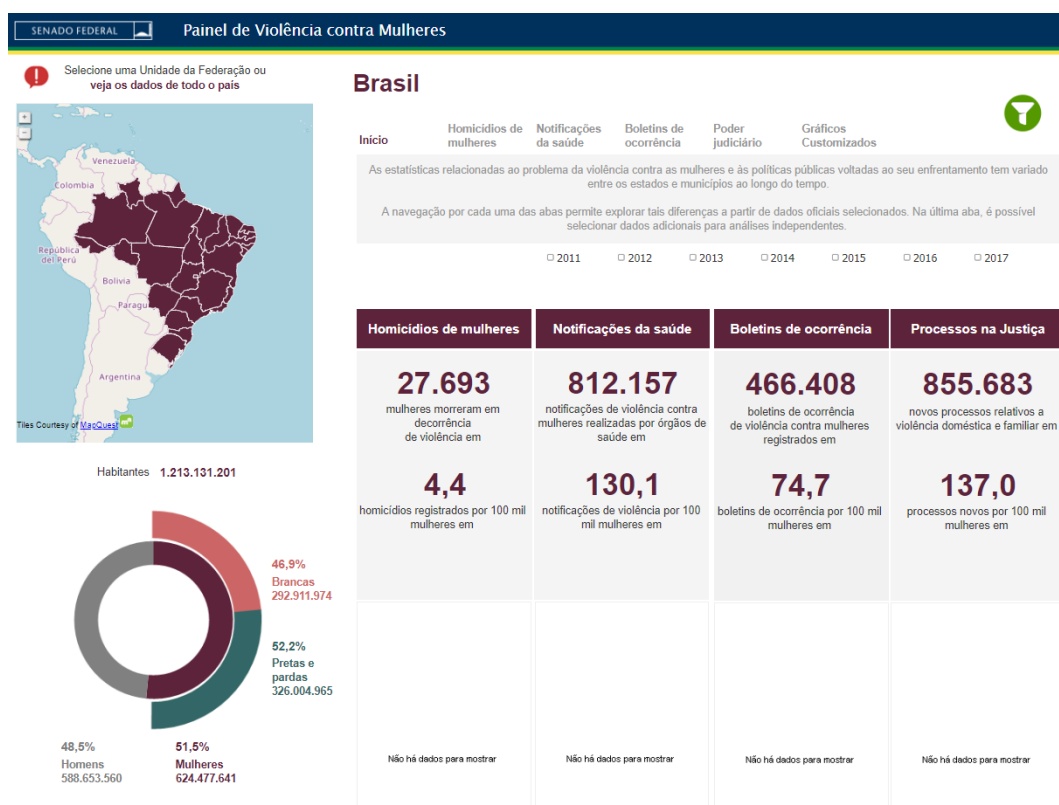 SENADO FEDERAL
Painel de Violência contra Mulheres
Selecione uma Unidade da Federação ou
veja os dados de todo o país
+
−
Venezuela
Colombia
República
del Perú
Bolivia
Paragu
Argentina
Tiles Courtesy of MapQuest
Habitantes 1.213.131.201
46,9%
Brancas
292.911.974
52,2%
Pretas e
pardas
326.004.965
48,5%
Homens
588.653.560
51,5%
Mulheres
624.477.641
Brasil
Início
Homicídios de
mulheres
Notificações
da saúde
Boletins de
ocorrência
Poder
judiciário
Gráficos
Customizados
As estatísticas relacionadas ao problema da violência contra as mulheres e às políticas públicas voltadas ao seu enfrentamento tem variado
entre os estados e municípios ao longo do tempo.
A navegação por cada uma das abas permite explorar tais diferenças a partir de dados oficiais selecionados. Na última aba, é possível
selecionar dados adicionais para análises independentes.
2011 2012 2013 2014 2015 2016 2017
Homicídios de mulheres
27.693
mulheres morreram em
decorrência
de violência em
4,4
homicídios registrados por 100 mil
mulheres em
Não há dados para mostrar
Notificações da saúde
812.157
notificações de violência contra
mulheres realizadas por órgãos de
saúde em
130,1
notificações de violência por 100
mil mulheres em
Não há dados para mostrar
Boletins de ocorrência
466.408
boletins de ocorrência
de violência contra mulheres
registrados em
74,7
boletins de ocorrência por 100 mil
mulheres em
Não há dados para mostrar
Processos na Justiça
855.683
novos processos relativos a
violência doméstica e familiar em
137,0
processos novos por 100 mil
mulheres em
Não há dados para mostrar